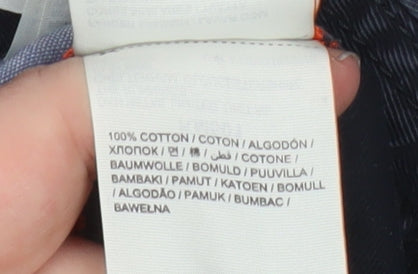 100% COTTON / COTON / ALGODÓN /
ХЛОПОК / 면 / 棉 / قطن / COTONE /
BAUMWOLLE / BOMULD / PUUVILLA /
BAMBAKI / PAMUT / KATOEN / BOMULL
/ ALGODÃO / PAMUK / BUMBAC /
BAWEŁNA